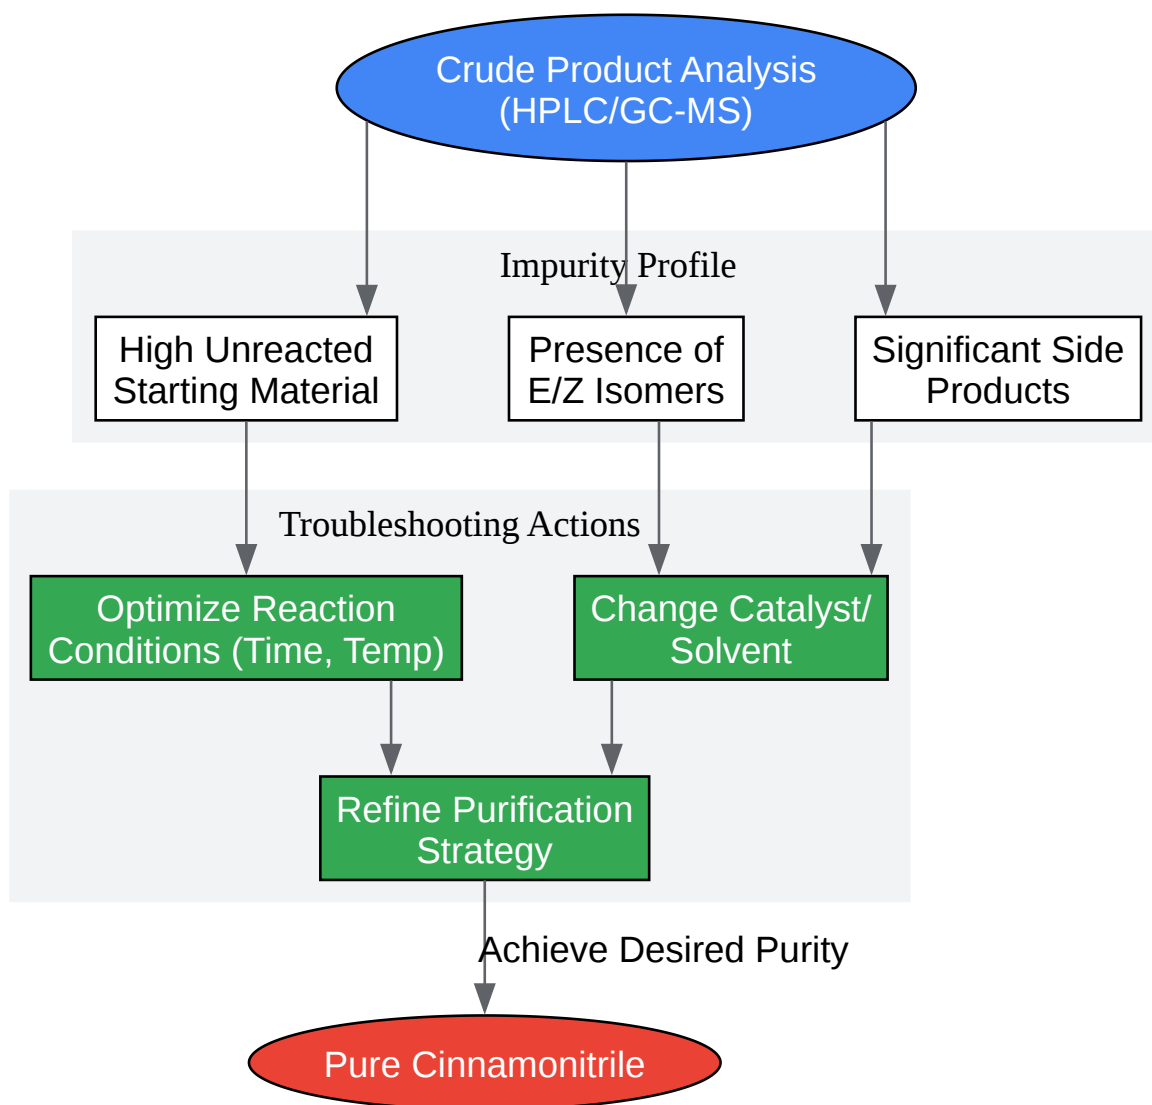 Crude Product Analysis
(HPLC/GC-MS)
Impurity Profile
High Unreacted
Starting Material
Presence of
E/Z Isomers
Significant Side
Products
Troubleshooting Actions
Optimize Reaction
Conditions (Time, Temp)
Change Catalyst/
Solvent
Refine Purification
Strategy
Achieve Desired Purity
Pure Cinnamonitrile